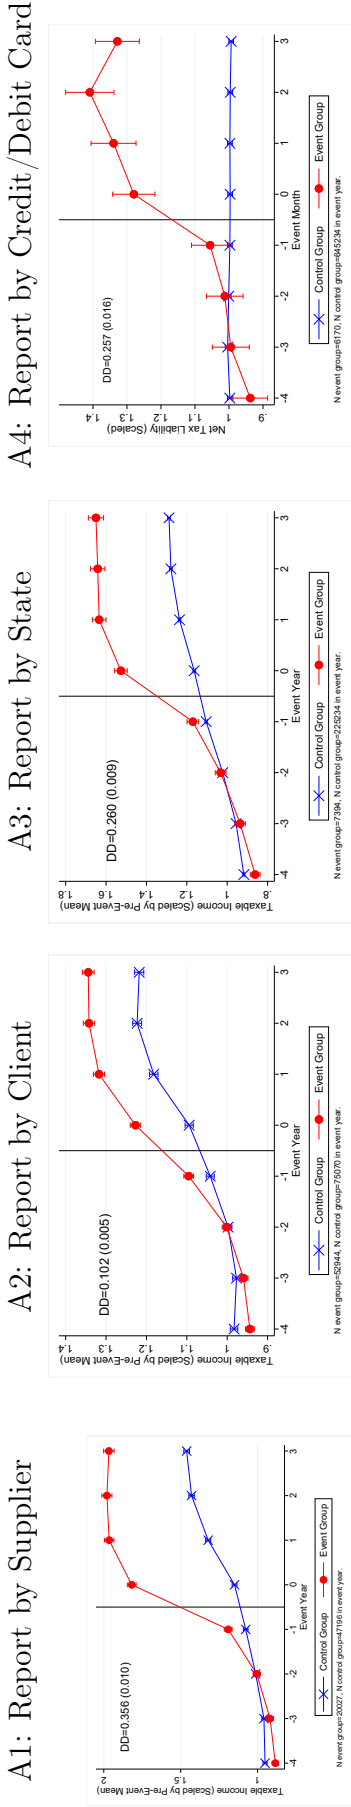 A1: Report by Supplier
Taxable Income (Scaled by Pre-Event Mean)
2
1.5
1
DD=0.356 (0.010)
-4 -3 -2 -1 0 1 2 3
Event Year
Control Group Event Group
N event group=20027, N control group=47196 in event year.
A2: Report by Client
Taxable Income (Scaled by Pre-Event Mean)
1.4
1.3
1.2
1.1
1
.9
DD=0.102 (0.005)
-4 -3 -2 -1 0 1 2 3
Event Year
Control Group Event Group
N event group=52944, N control group=75070 in event year.
A3: Report by State
Taxable Income (Scaled by Pre-Event Mean)
1.8
1.6
1.4
1.2
1
.8
DD=0.260 (0.009)
-4 -3 -2 -1 0 1 2 3
Event Year
Control Group Event Group
N event group=7394, N control group=225234 in event year.
A4: Report by Credit/Debit Card
Net Tax Liability (Scaled)
1.4
1.3
1.2
1.1
1
.9
DD=0.257 (0.016)
-4 -3 -2 -1 0 1 2 3
Event Month
Control Group Event Group
N event group=6170, N control group=645234 in event year.